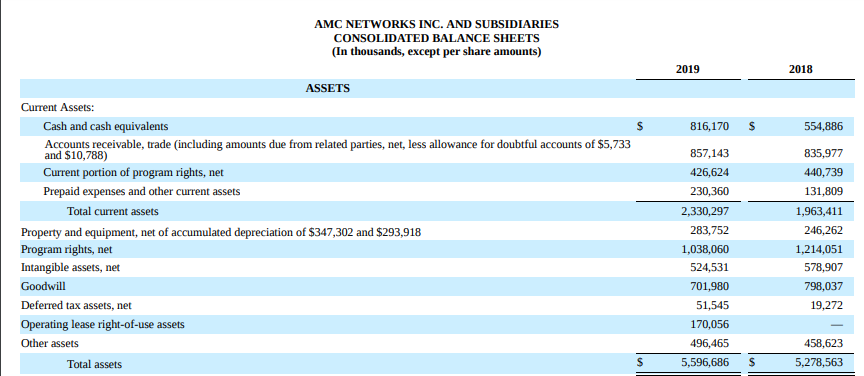 AMC NETWORKS INC. AND SUBSIDIARIES
CONSOLIDATED BALANCE SHEETS
(In thousands, except per share amounts)
2019 2018
ASSETS
Current Assets:
Cash and cash equivalents $ 816,170 $ 554,886
Accounts receivable, trade (including amounts due from related parties, net, less allowance for doubtful accounts of $5,733
and $10,788) 857,143 835,977
Current portion of program rights, net 426,624 440,739
Prepaid expenses and other current assets 230,360 131,809
Total current assets 2,330,297 1,963,411
Property and equipment, net of accumulated depreciation of $347,302 and $293,918 283,752 246,262
Program rights, net 1,038,060 1,214,051
Intangible assets, net 524,531 578,907
Goodwill 701,980 798,037
Deferred tax assets, net 51,545 19,272
Operating lease right-of-use assets 170,056 —
Other assets 496,465 458,623
Total assets $ 5,596,686 $ 5,278,563